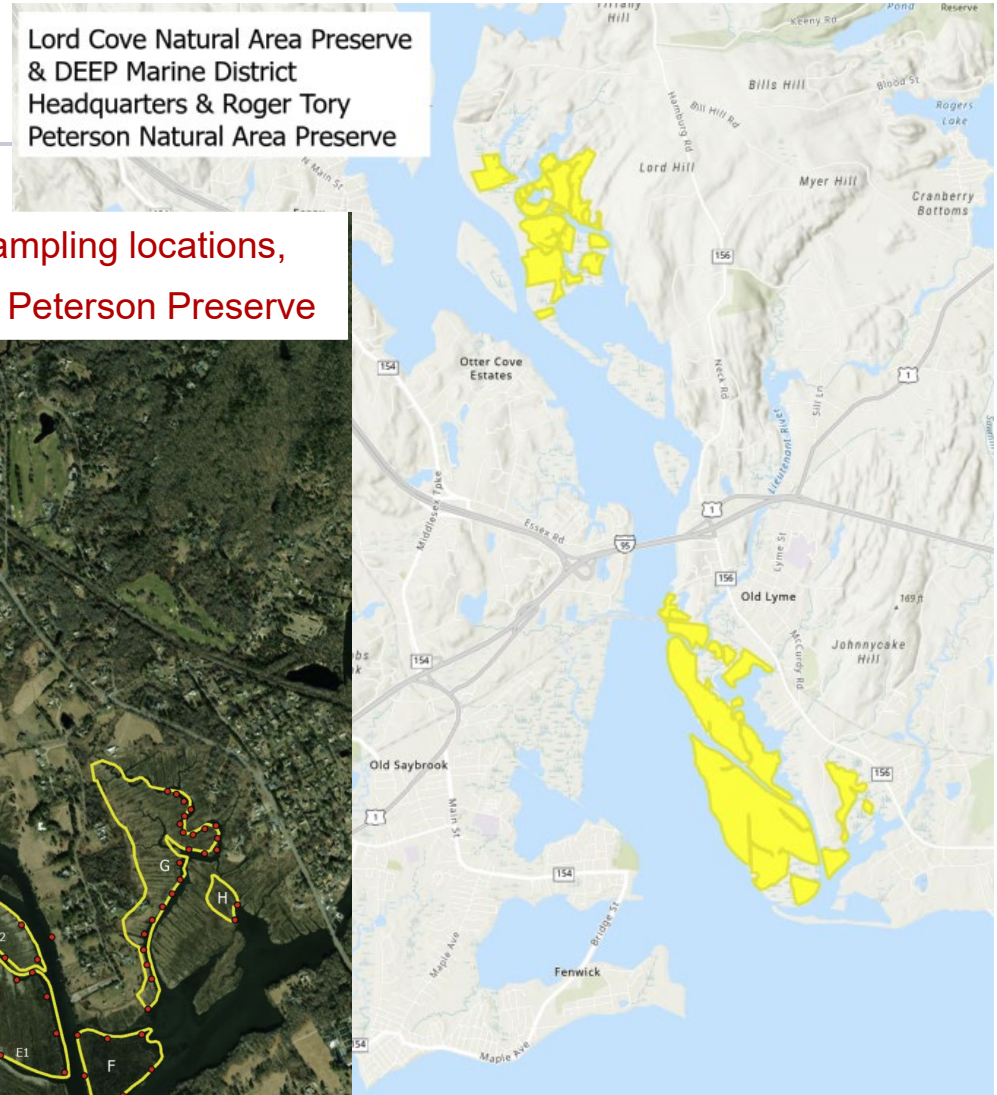 Lord Cove Natural Area Preserve
& DEEP Marine District
Headquarters & Roger Tory
Peterson Natural Area Preserve
ampling locations,
Peterson Preserve
Hill
Keeny Rd
Pond
Reserve
Bills Hill
Blood St
Rogers
Lake
Hamburg Rd
Bill Hill Rd
N Main St
Lord Hill
Myer Hill
Cranberry
Bottoms
156
154
Otter Cove
Estates
1
Neck Rd
Sill Ln
Lieutenant River
Middlesex Tpke
Essex Rd
95
1
Lyme St
156
Old Lyme
169 ft
McCurdy Rd
Johnnycake
Hill
154
Old Saybrook
156
1
Main St
154
Bridge St
Maple Ave
Fenwick
154
Maple Ave
G
H
2
E1
F